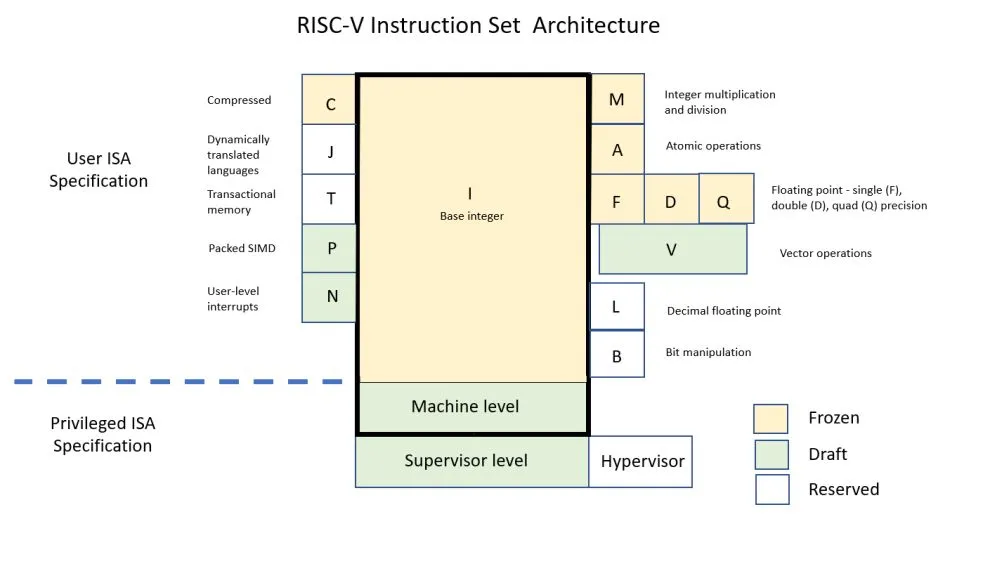 RISC-V Instruction Set  Architecture
User ISA
Specification
Compressed
C
Dynamically
translated
languages
J
Transactional
memory
T
Packed SIMD
P
User-level
interrupts
N
I
Base integer
M
Integer multiplication
and division
A
Atomic operations
F
D
Q
Floating point - single (F),
double (D), quad (Q) precision
V
Vector operations
L
Decimal floating point
B
Bit manipulation
Privileged ISA
Specification
Machine level
Supervisor level
Hypervisor
Frozen
Draft
Reserved